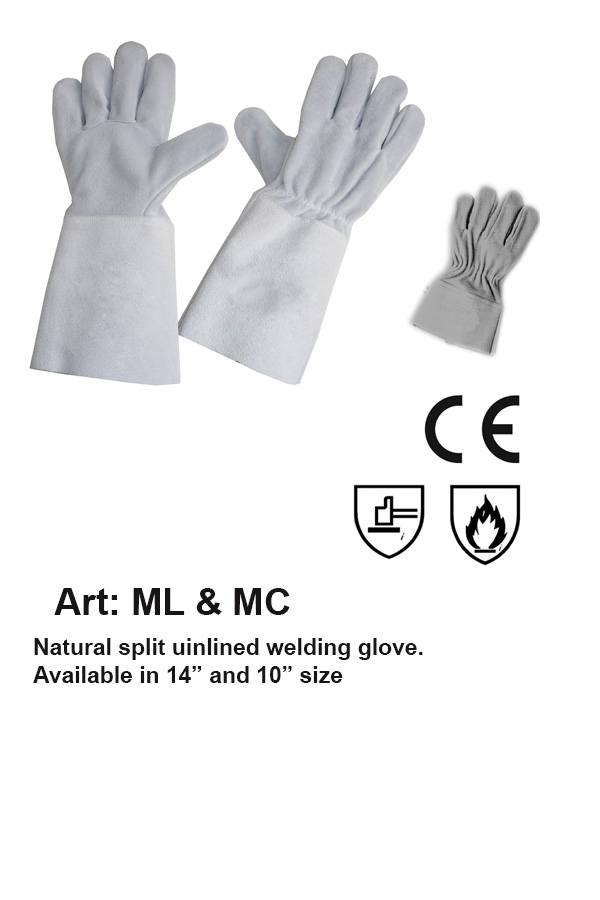 CE
i
i
Art: ML & MC
Natural split uinlined welding glove.
Available in 14” and 10” size